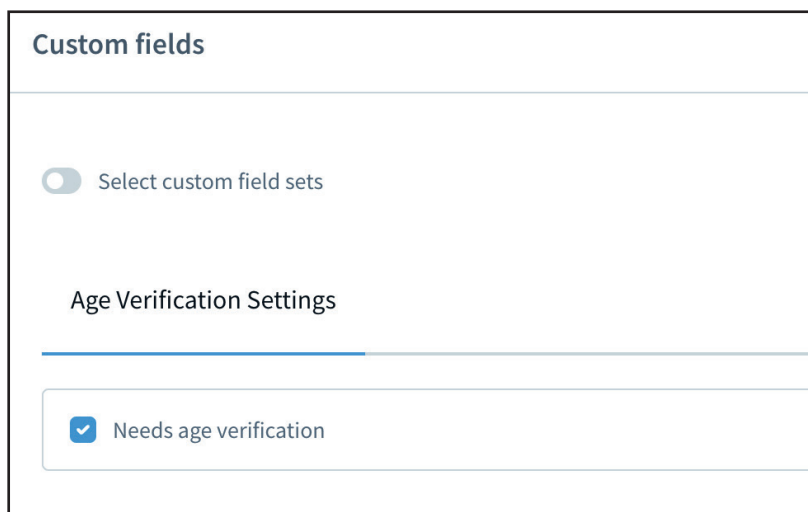 Custom fields
Select custom field sets
Age Verification Settings
Needs age verification